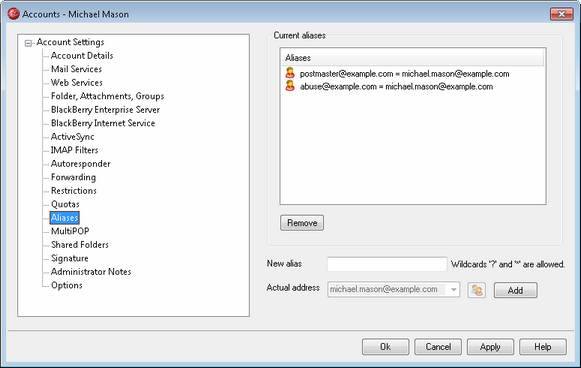 Accounts - Michael Mason
Account Settings
Account Details
Mail Services
Web Services
Folder, Attachments, Groups
BlackBerry Enterprise Server
BlackBerry Internet Service
ActiveSync
IMAP Filters
Autoresponder
Forwarding
Restrictions
Quotas
Aliases
MultiPOP
Shared Folders
Signature
Administrator Notes
Options
Current aliases
Aliases
postmaster@example.com = michael.mason@example.com
abuse@example.com = michael.mason@example.com
Remove
New alias Wildcards '?' and '*' are allowed.
Actual address michael.mason@example.com Add
Ok Cancel Apply Help